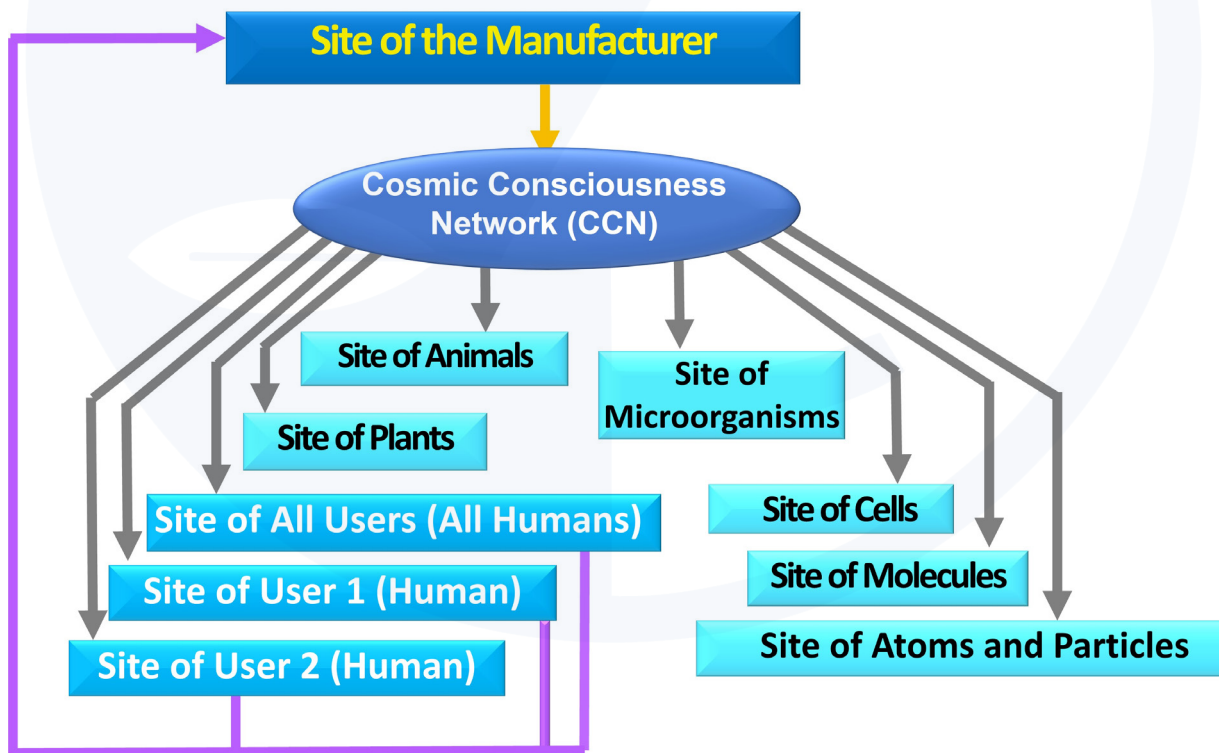 Site of the Manufacturer
Cosmic Consciousness
Network (CCN)
Site of Animals
Site of
Microorganisms
Site of Plants
Site of All Users (All Humans)
Site of Cells
Site of User 1 (Human)
Site of Molecules
Site of User 2 (Human)
Site of Atoms and Particles